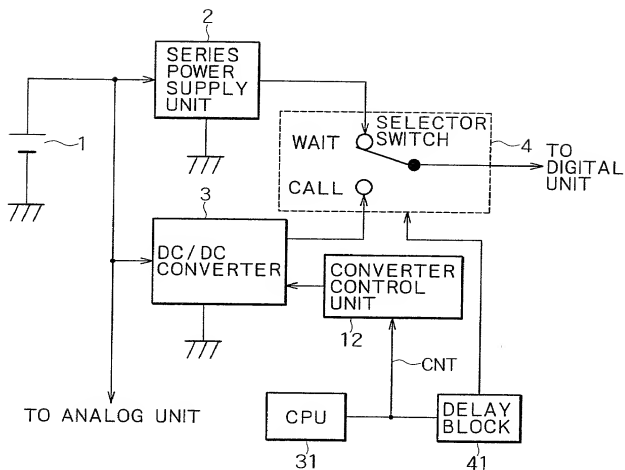 2
SERIES
POWER
SUPPLY
UNIT
1
WAIT
SELECTOR
SWITCH
4
TO
DIGITAL
UNIT
CALL
3
DC/DC
CONVERTER
CONVERTER
CONTROL
UNIT
12
CNT
TO ANALOG UNIT
CPU
31
DELAY
BLOCK
41